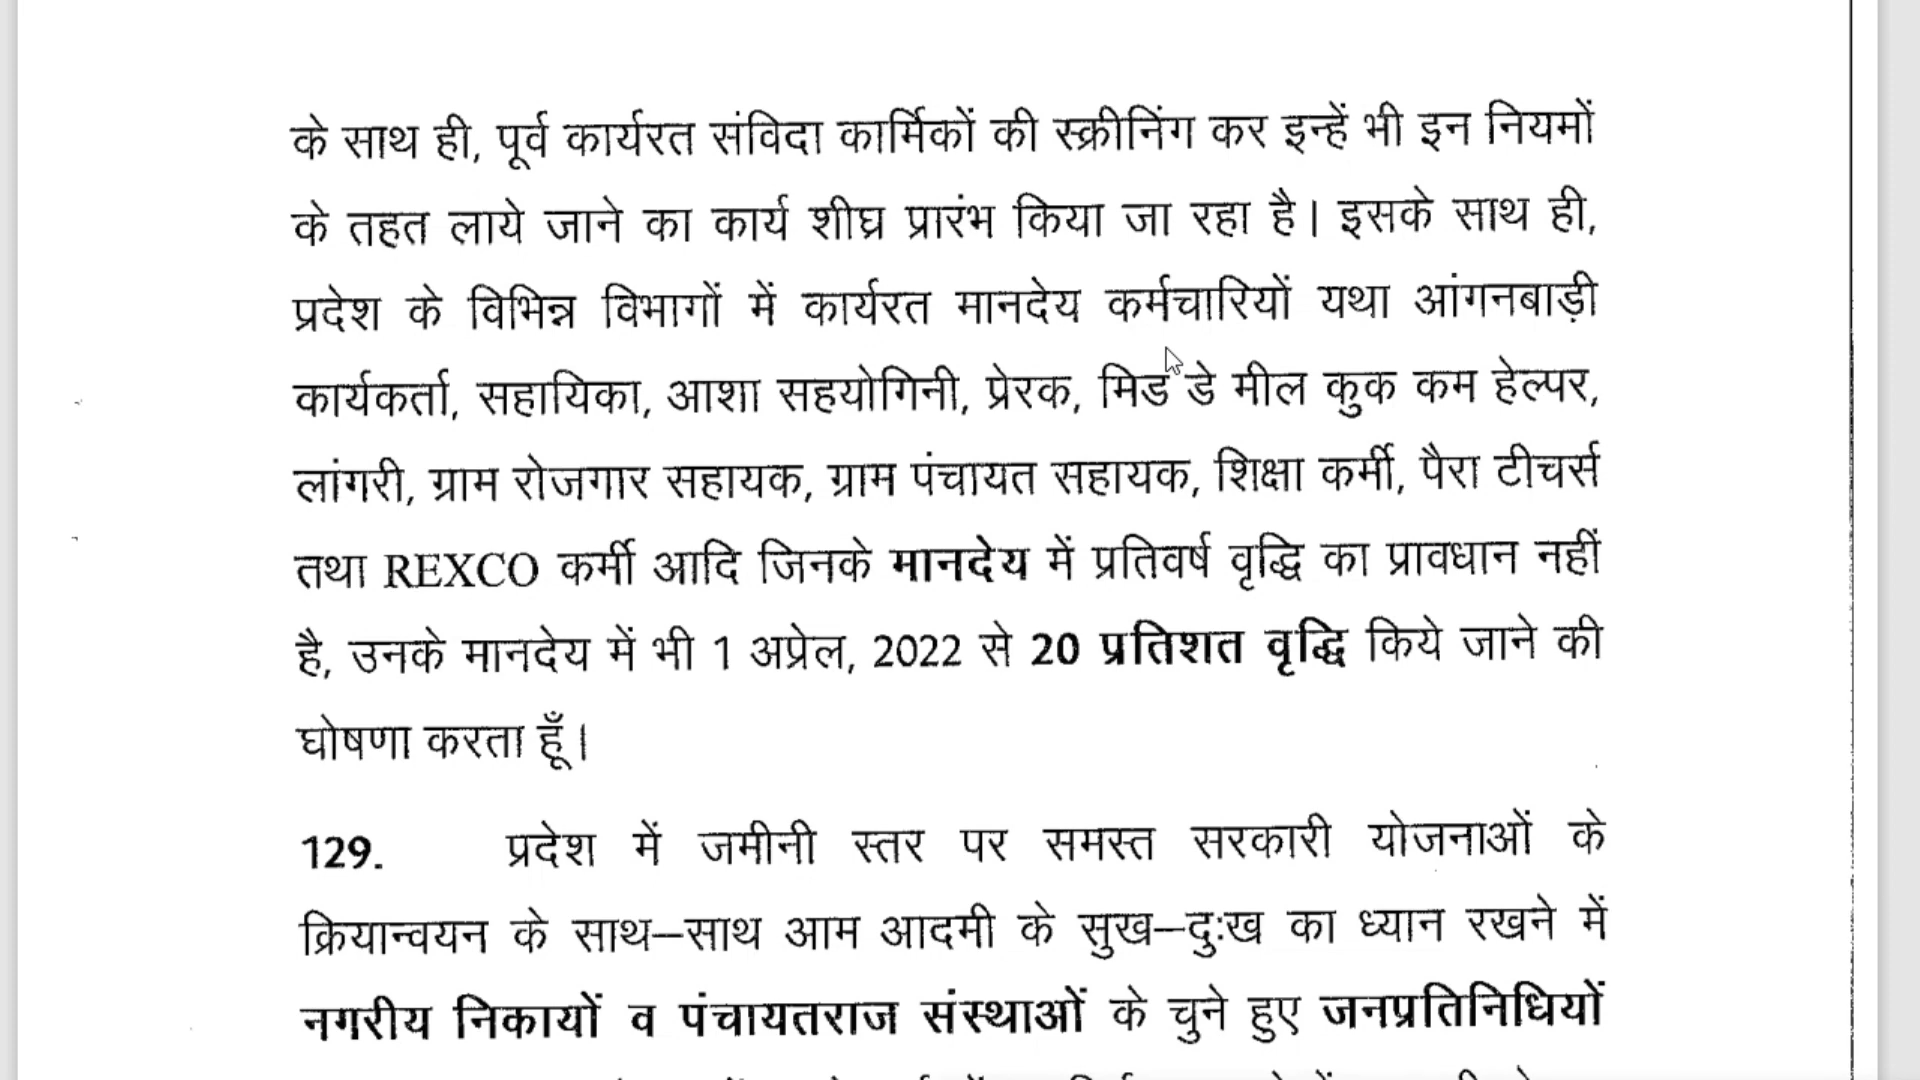 के साथ ही, पूर्व कार्यरत संविदा कार्मिकों की स्क्रीनिंग कर इन्हें भी इन नियमों
के तहत लाये जाने का कार्य शीघ्र प्रारंभ किया जा रहा है। इसके साथ ही,
प्रदेश के विभिन्न विभागों में कार्यरत मानदेय कर्मचारियों यथा आंगनबाड़ी
कार्यकर्ता, सहायिका, आशा सहयोगिनी, प्रेरक, मिड डे मील कुक कम हेल्पर,
लांगरी, ग्राम रोजगार सहायक, ग्राम पंचायत सहायक, शिक्षा कर्मी, पैरा टीचर्स
तथा REXCO कर्मी आदि जिनके मानदेय में प्रतिवर्ष वृद्धि का प्रावधान नहीं
है, उनके मानदेय में भी 1 अप्रेल, 2022 से 20 प्रतिशत वृद्धि किये जाने की
घोषणा करता हूँ।
129. प्रदेश में जमीनी स्तर पर समस्त सरकारी योजनाओं के
क्रियान्वयन के साथ–साथ आम आदमी के सुख–दुःख का ध्यान रखने में
नगरीय निकायों व पंचायतराज संस्थाओं के चुने हुए जनप्रतिनिधियों